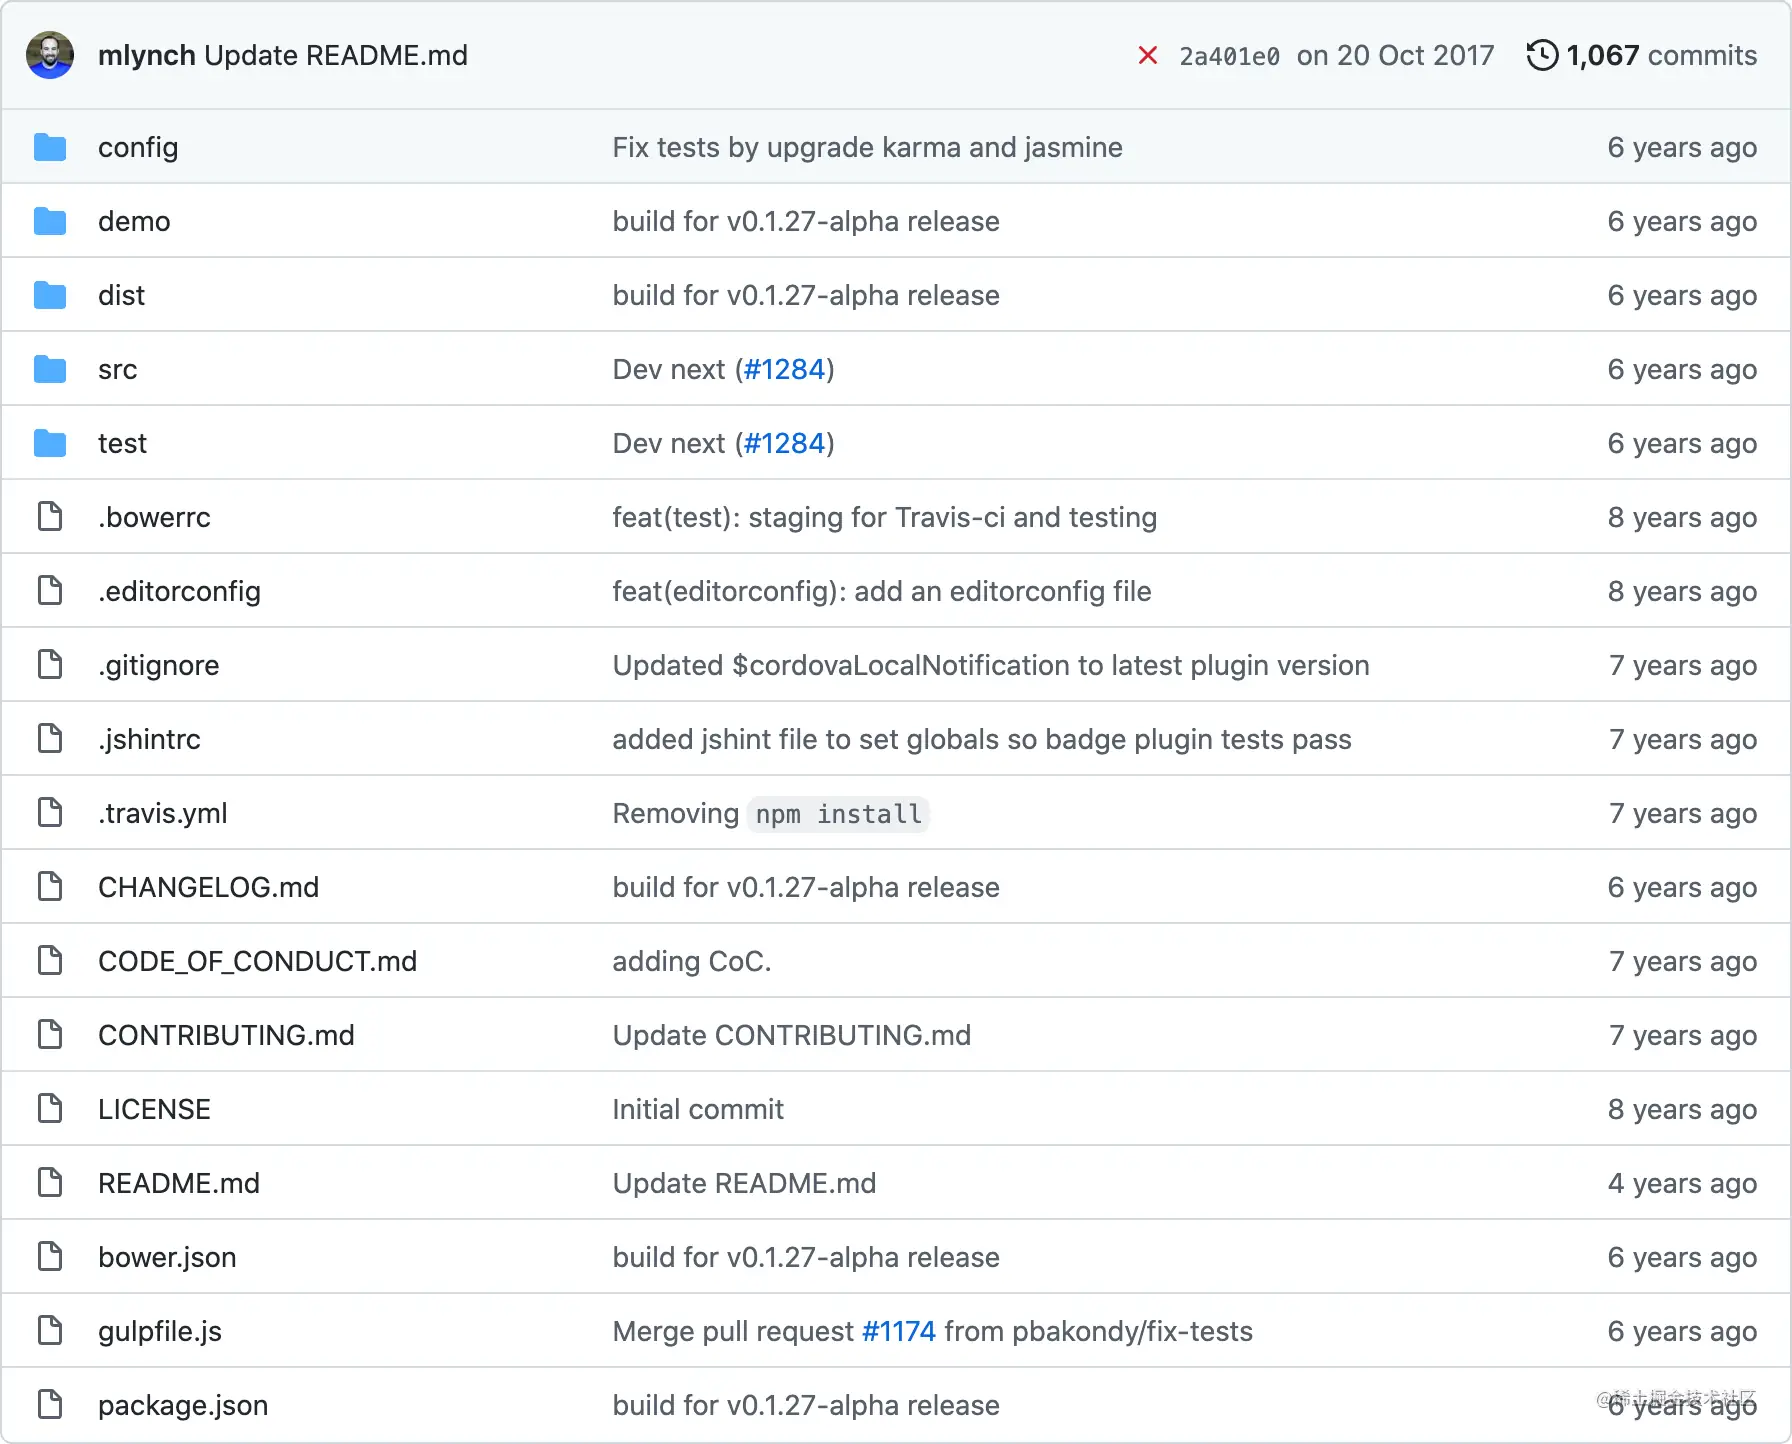 mlynch Update README.md 2a401e0 on 20 Oct 2017 1,067 commits
config Fix tests by upgrade karma and jasmine 6 years ago
demo build for v0.1.27-alpha release 6 years ago
dist build for v0.1.27-alpha release 6 years ago
src Dev next (#1284) 6 years ago
test Dev next (#1284) 6 years ago
.bowerrc feat(test): staging for Travis-ci and testing 8 years ago
.editorconfig feat(editorconfig): add an editorconfig file 8 years ago
.gitignore Updated $cordovaLocalNotification to latest plugin version 7 years ago
.jshintrc added jshint file to set globals so badge plugin tests pass 7 years ago
.travis.yml Removing npm install 7 years ago
CHANGELOG.md build for v0.1.27-alpha release 6 years ago
CODE_OF_CONDUCT.md adding CoC. 7 years ago
CONTRIBUTING.md Update CONTRIBUTING.md 7 years ago
LICENSE Initial commit 8 years ago
README.md Update README.md 4 years ago
bower.json build for v0.1.27-alpha release 6 years ago
gulpfile.js Merge pull request #1174 from pbakondy/fix-tests 6 years ago
package.json build for v0.1.27-alpha release 6 years ago
@稀土掘金技术社区